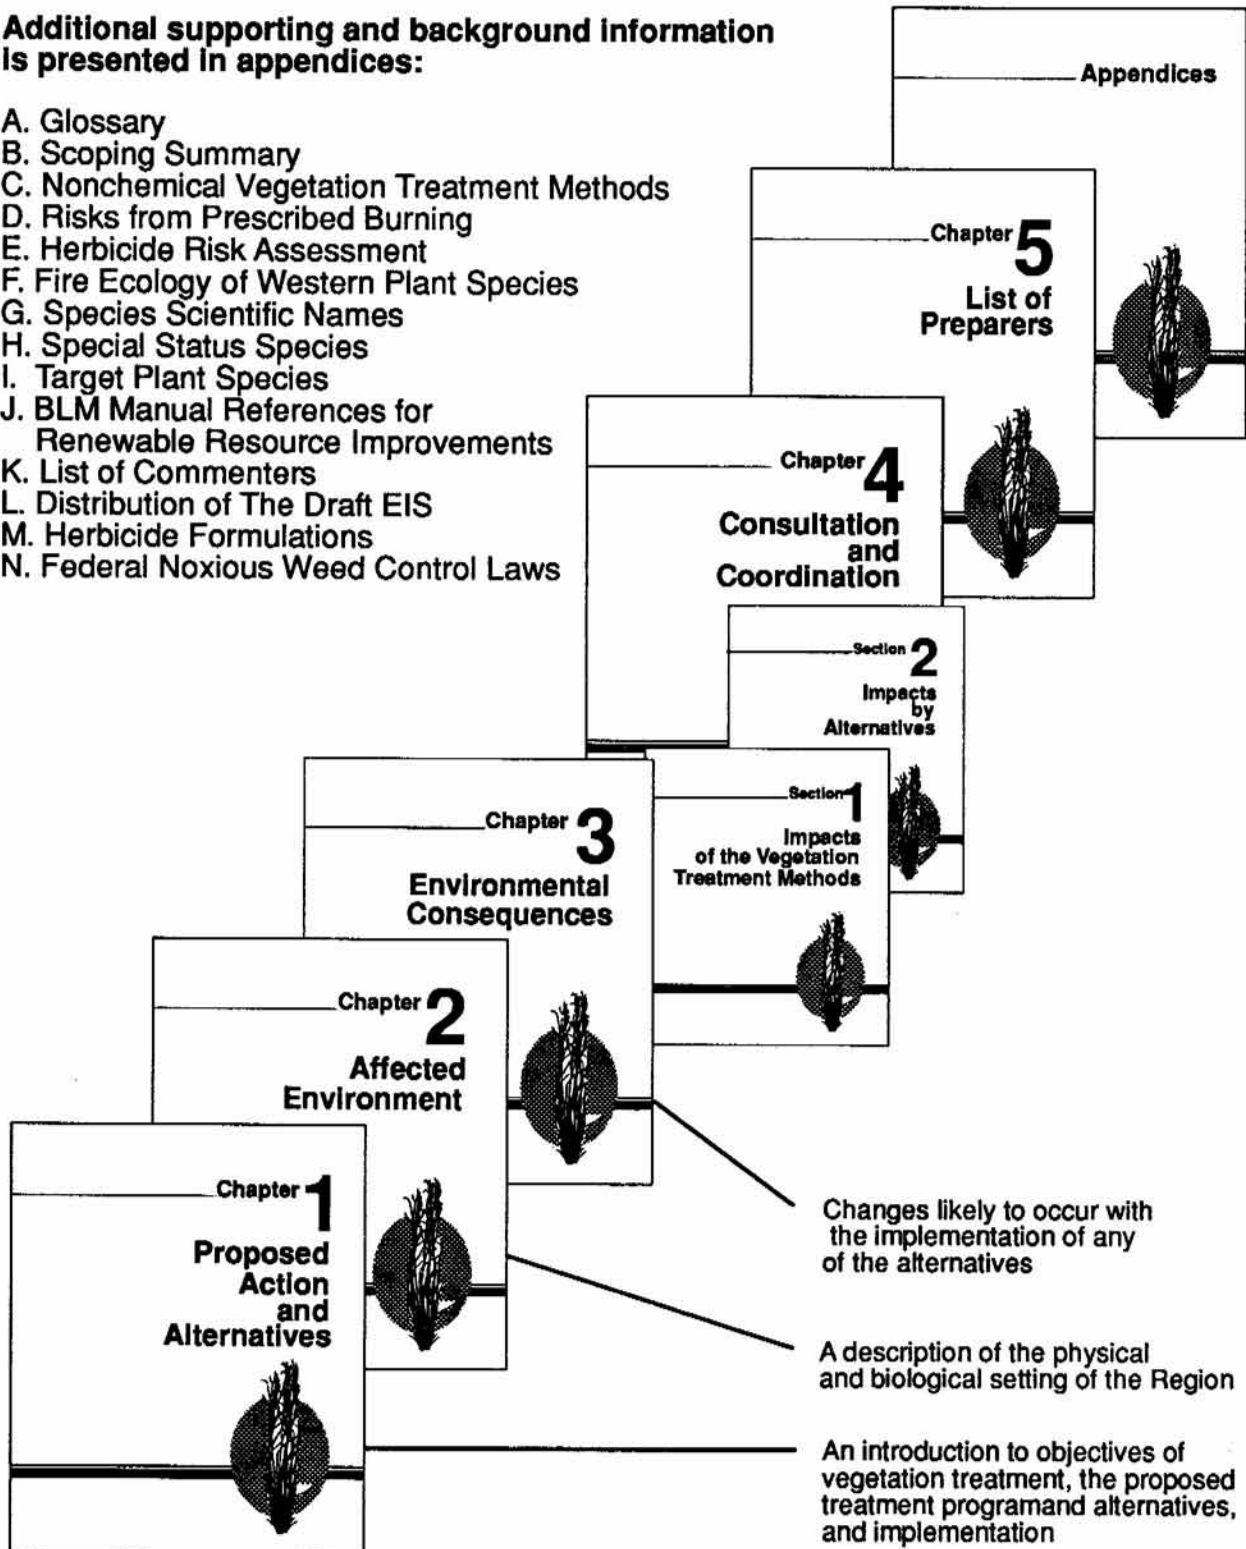 Additional supporting and background information
is presented in appendices:
A. Glossary
B. Scoping Summary
C. Nonchemical Vegetation Treatment Methods
D. Risks from Prescribed Burning
E. Herbicide Risk Assessment
F. Fire Ecology of Western Plant Species
G. Species Scientific Names
H. Special Status Species
I. Target Plant Species
J. BLM Manual References for
Renewable Resource Improvements
K. List of Commenters
L. Distribution of The Draft EIS
M. Herbicide Formulations
N. Federal Noxious Weed Control Laws
Appendices
Chapter 5
List of
Preparers
Chapter 4
Consultation
and
Coordination
Section 2
Impacts
by
Alternatives
Section 1
Impacts
of the Vegetation
Treatment Methods
Chapter 3
Environmental
Consequences
Chapter 2
Affected
Environment
Chapter 1
Proposed
Action
and
Alternatives
Changes likely to occur with
the implementation of any
of the alternatives
A description of the physical
and biological setting of the Region
An introduction to objectives of
vegetation treatment, the proposed
treatment programand alternatives,
and implementation